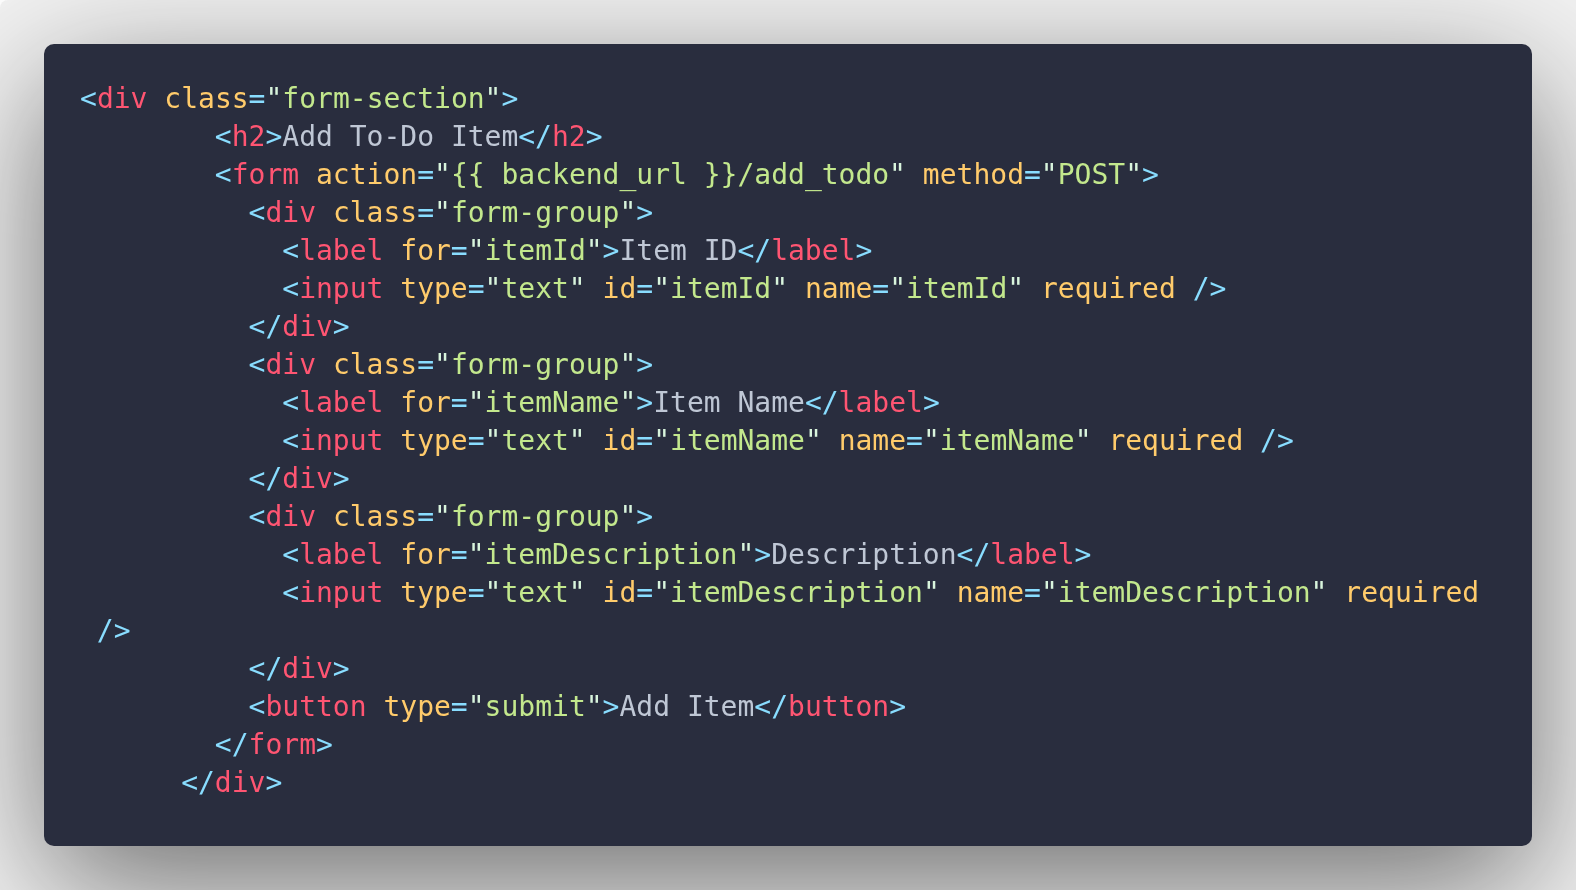 <div class="form-section">
        <h2>Add To-Do Item</h2>
        <form action="{{ backend_url }}/add_todo" method="POST">
          <div class="form-group">
            <label for="itemId">Item ID</label>
            <input type="text" id="itemId" name="itemId" required />
          </div>
          <div class="form-group">
            <label for="itemName">Item Name</label>
            <input type="text" id="itemName" name="itemName" required />
          </div>
          <div class="form-group">
            <label for="itemDescription">Description</label>
            <input type="text" id="itemDescription" name="itemDescription" required
 />
          </div>
          <button type="submit">Add Item</button>
        </form>
      </div>